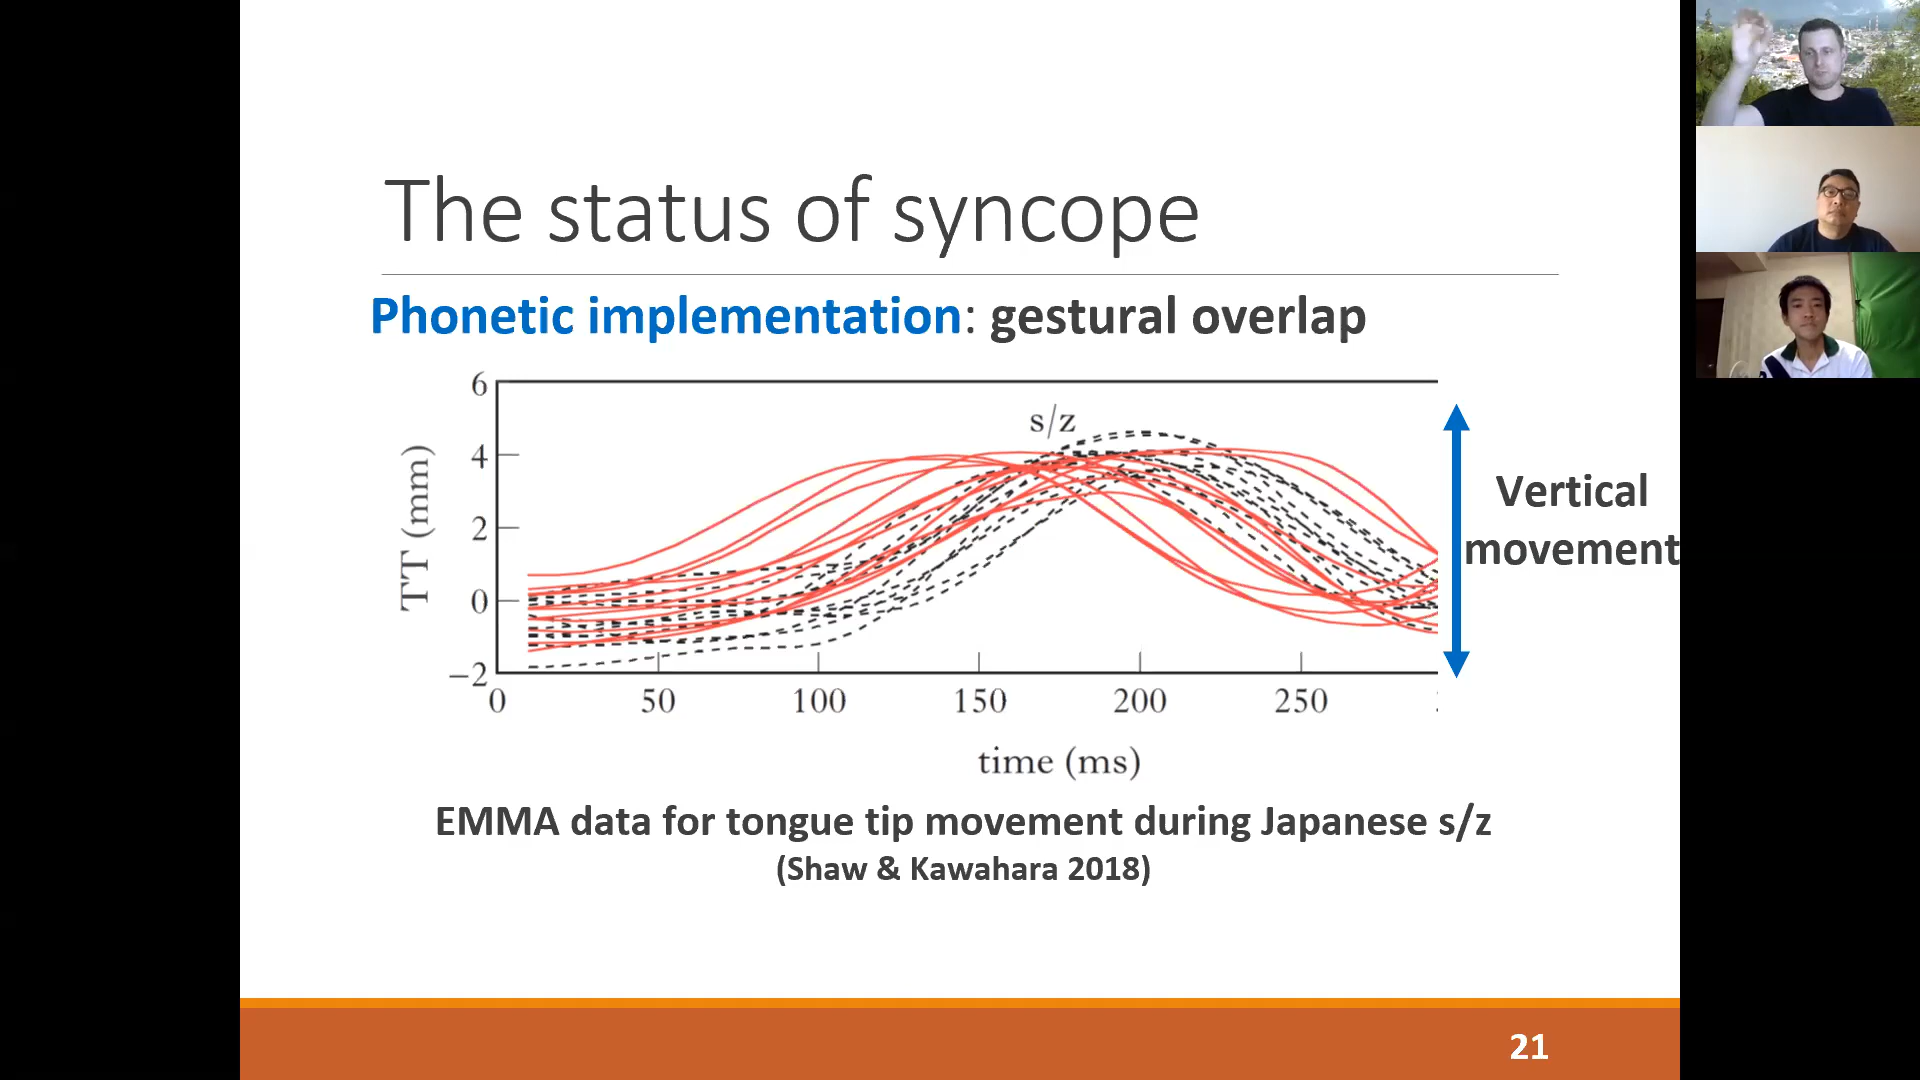 The status of syncope
Phonetic implementation: gestural overlap
s/z
6
4
2
0
−2
TT (mm)
0 50 100 150 200 250
time (ms)
Vertical
movement
EMMA data for tongue tip movement during Japanese s/z
(Shaw & Kawahara 2018)
21